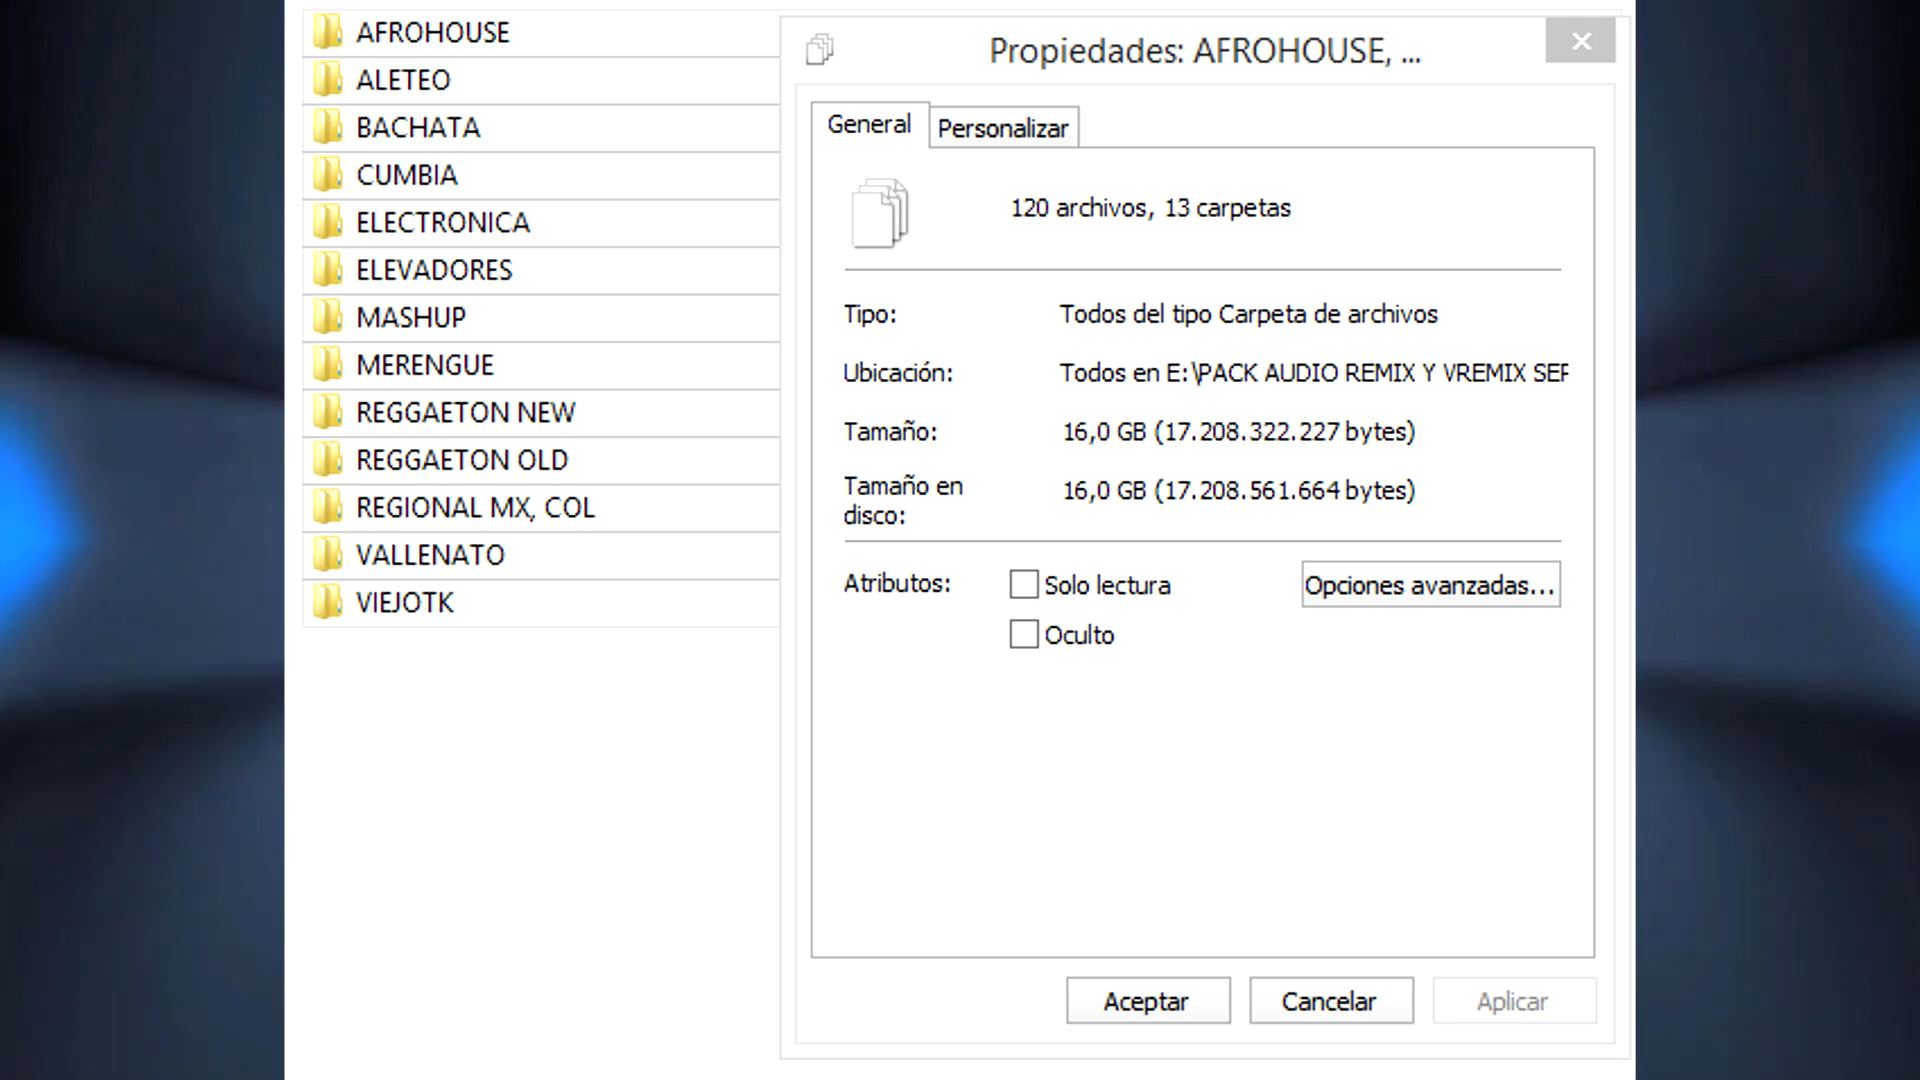 AFROHOUSE
ALETEO
BACHATA
CUMBIA
ELECTRONICA
ELEVADORES
MASHUP
MERENGUE
REGGAETON NEW
REGGAETON OLD
REGIONAL MX, COL
VALLENATO
VIEJOTK
Propiedades: AFROHOUSE, ...
General
Personalizar
120 archivos, 13 carpetas
Tipo: Todos del tipo Carpeta de archivos
Ubicación: Todos en E:\PACK AUDIO REMIX Y VREMIX SEP
Tamaño: 16,0 GB (17.208.322.227 bytes)
Tamaño en disco: 16,0 GB (17.208.561.664 bytes)
Atributos: Solo lectura Opciones avanzadas...
Oculto
Aceptar Cancelar Aplicar